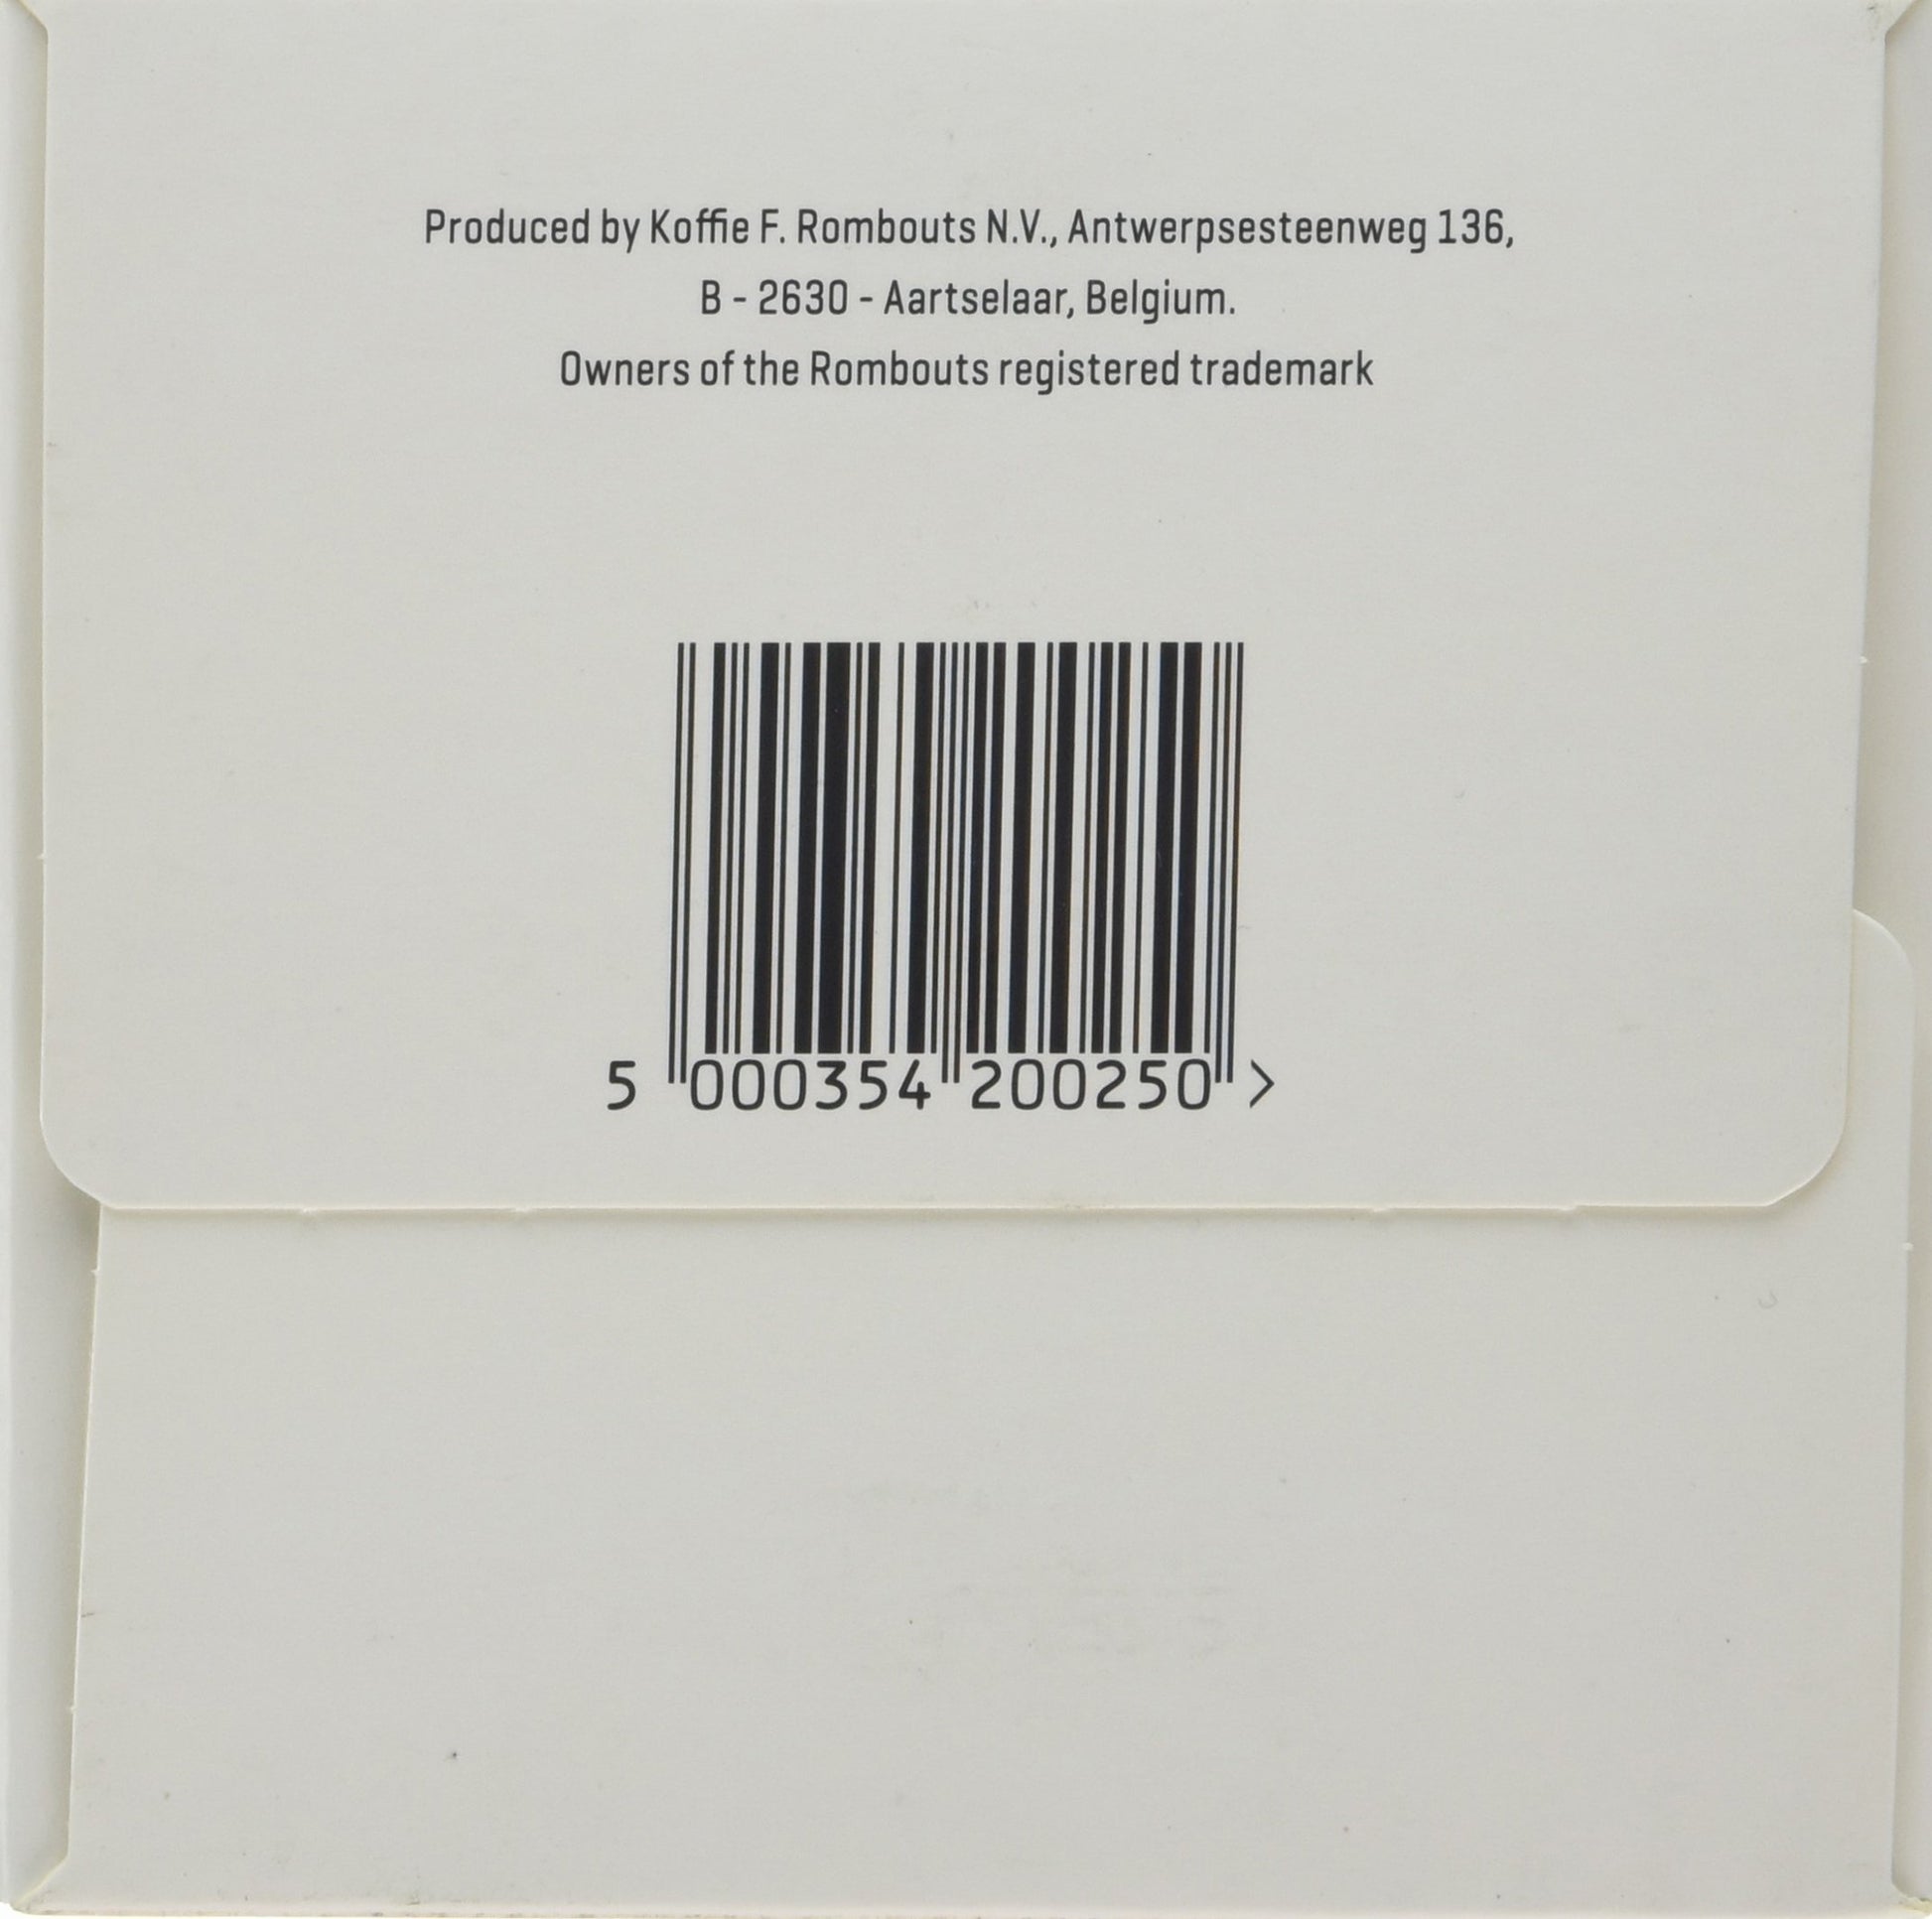 Produced by Koffie F. Rombouts N.V., Antwerpsesteenweg 136,
B - 2630 - Aartselaar, Belgium.
Owners of the Rombouts registered trademark
5 000354 200250 >